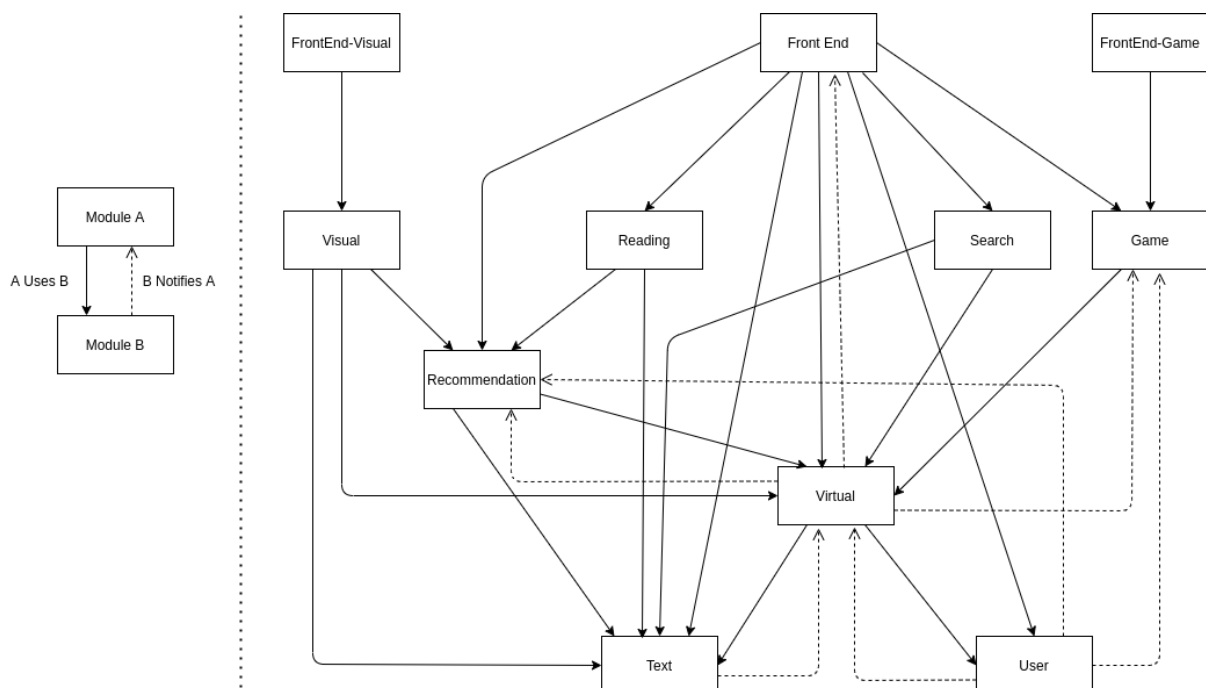 FrontEnd-Visual
Front End
FrontEnd-Game
Module A
A Uses B
B Notifies A
Module B
Visual
Reading
Search
Game
Recommendation
Virtual
Text
User